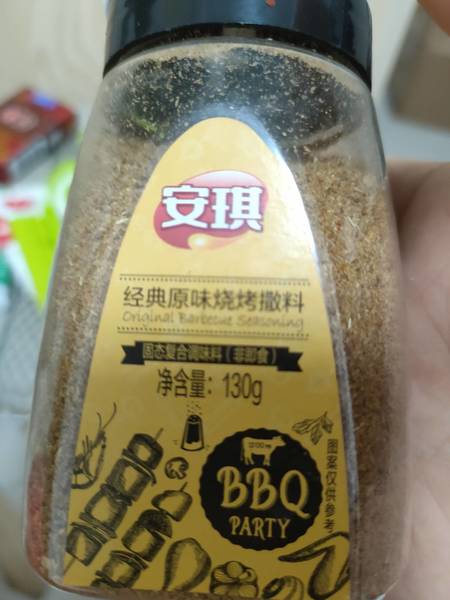 安琪
经典原味烧烤撒料
Original Barbecue Seasoning
固态复合调味料（非即食）
净含量：130g
BBQ
PARTY
图案仅供参考